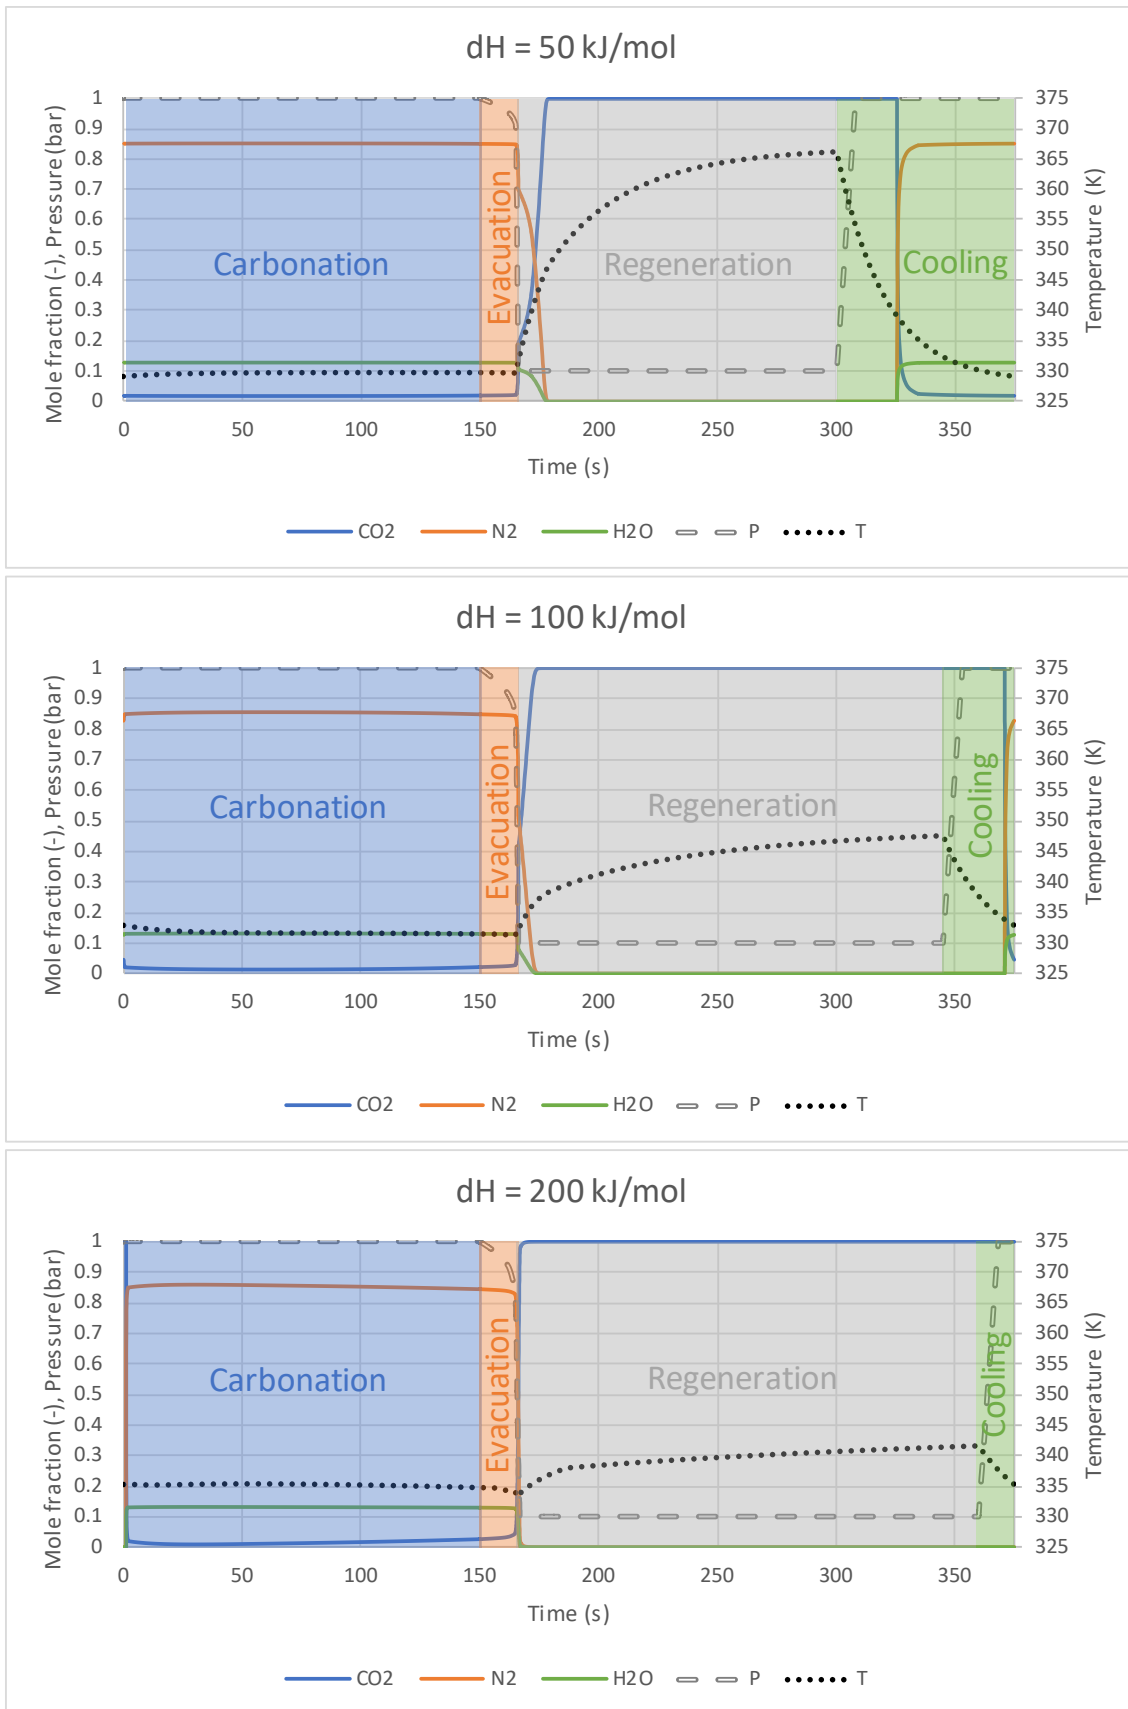 dH = 50 kJ/mol
Mole fraction (-), Pressure (bar)
1
0.9
0.8
0.7
0.6
0.5
0.4
0.3
0.2
0.1
0
Carbonation
Evacuation
Regeneration
Cooling
375
370
365
360
355
350
345
340
335
330
325
Temperature (K)
0 50 100 150 200 250 300 350
Time (s)
CO2 N2 H2O P T
dH = 100 kJ/mol
Mole fraction (-), Pressure (bar)
1
0.9
0.8
0.7
0.6
0.5
0.4
0.3
0.2
0.1
0
Carbonation
Evacuation
Regeneration
Cooling
375
370
365
360
355
350
345
340
335
330
325
Temperature (K)
0 50 100 150 200 250 300 350
Time (s)
CO2 N2 H2O P T
dH = 200 kJ/mol
Mole fraction (-), Pressure (bar)
1
0.9
0.8
0.7
0.6
0.5
0.4
0.3
0.2
0.1
0
Carbonation
Evacuation
Regeneration
Cooling
375
370
365
360
355
350
345
340
335
330
325
Temperature (K)
0 50 100 150 200 250 300 350
Time (s)
CO2 N2 H2O P T